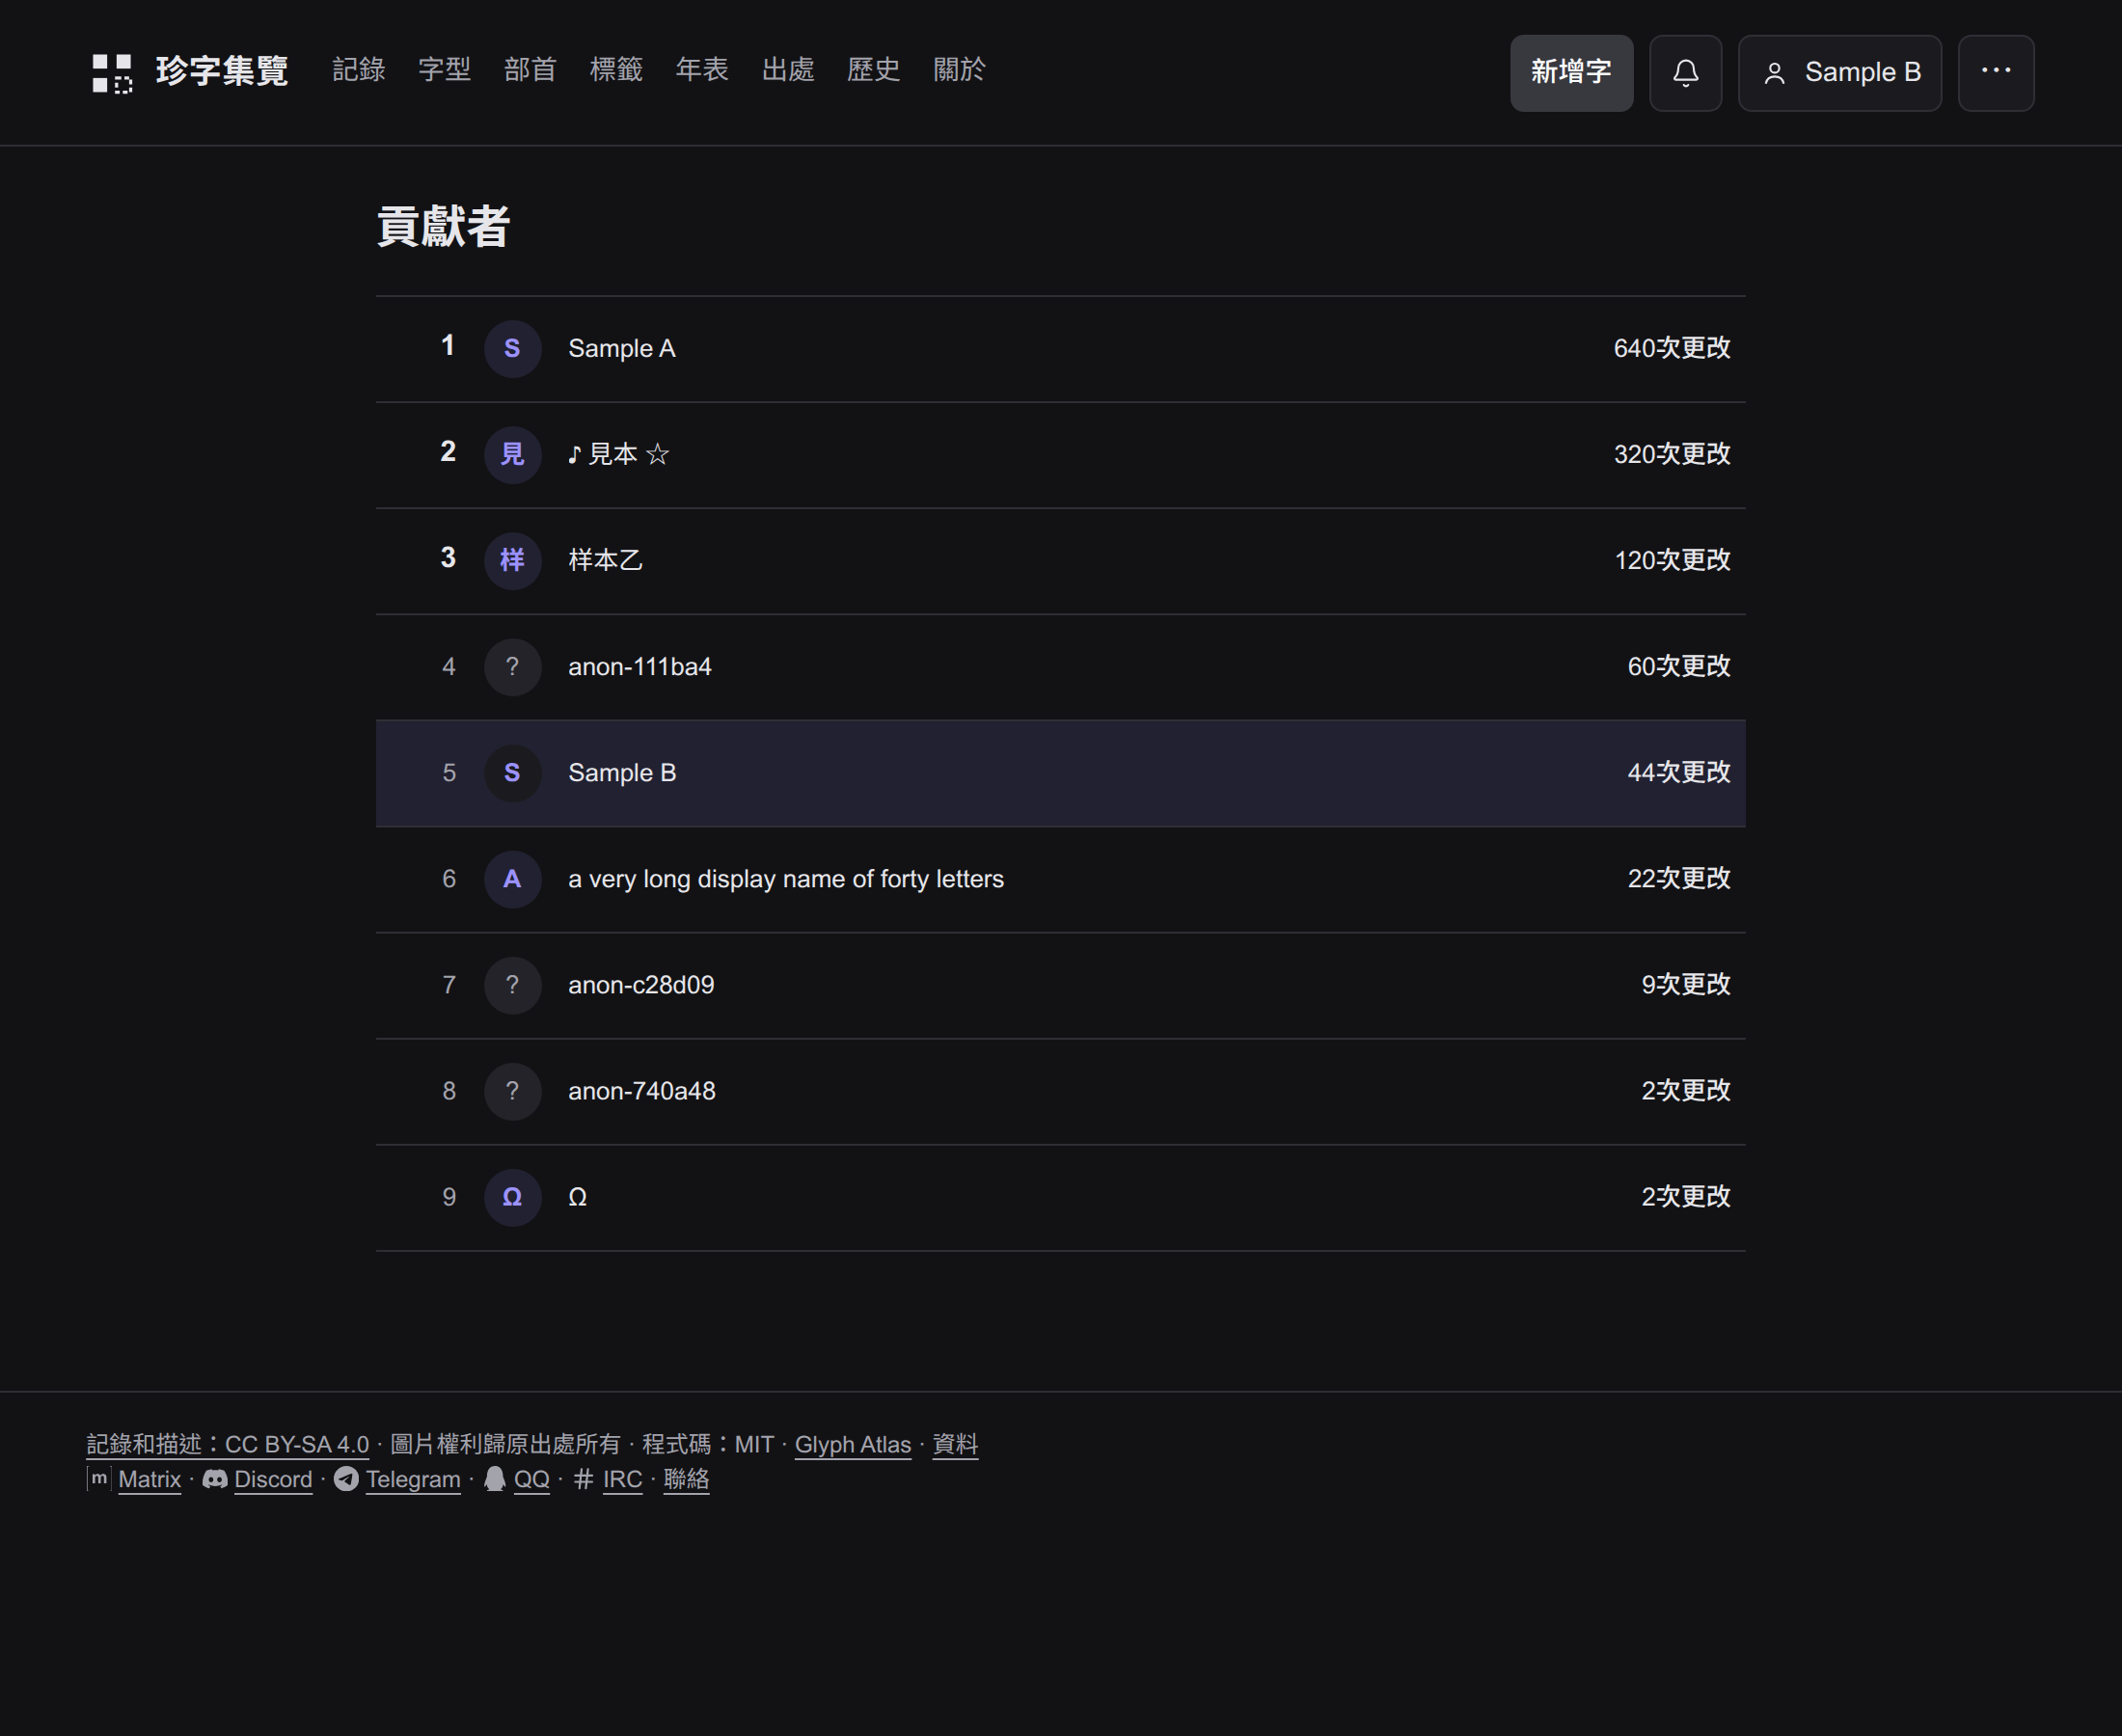 珍字集覽 記錄 字型 部首 標籤 年表 出處 歷史 關於 新增字 Sample B ···
貢獻者
1 S Sample A 640次更改
2 見 ♪ 見本 ☆ 320次更改
3 样 样本乙 120次更改
4 ? anon-111ba4 60次更改
5 S Sample B 44次更改
6 A a very long display name of forty letters 22次更改
7 ? anon-c28d09 9次更改
8 ? anon-740a48 2次更改
9 Ω Ω 2次更改
記錄和描述：CC BY-SA 4.0 · 圖片權利歸原出處所有 · 程式碼：MIT · Glyph Atlas · 資料
[m] Matrix · Discord · Telegram · QQ · # IRC · 聯絡